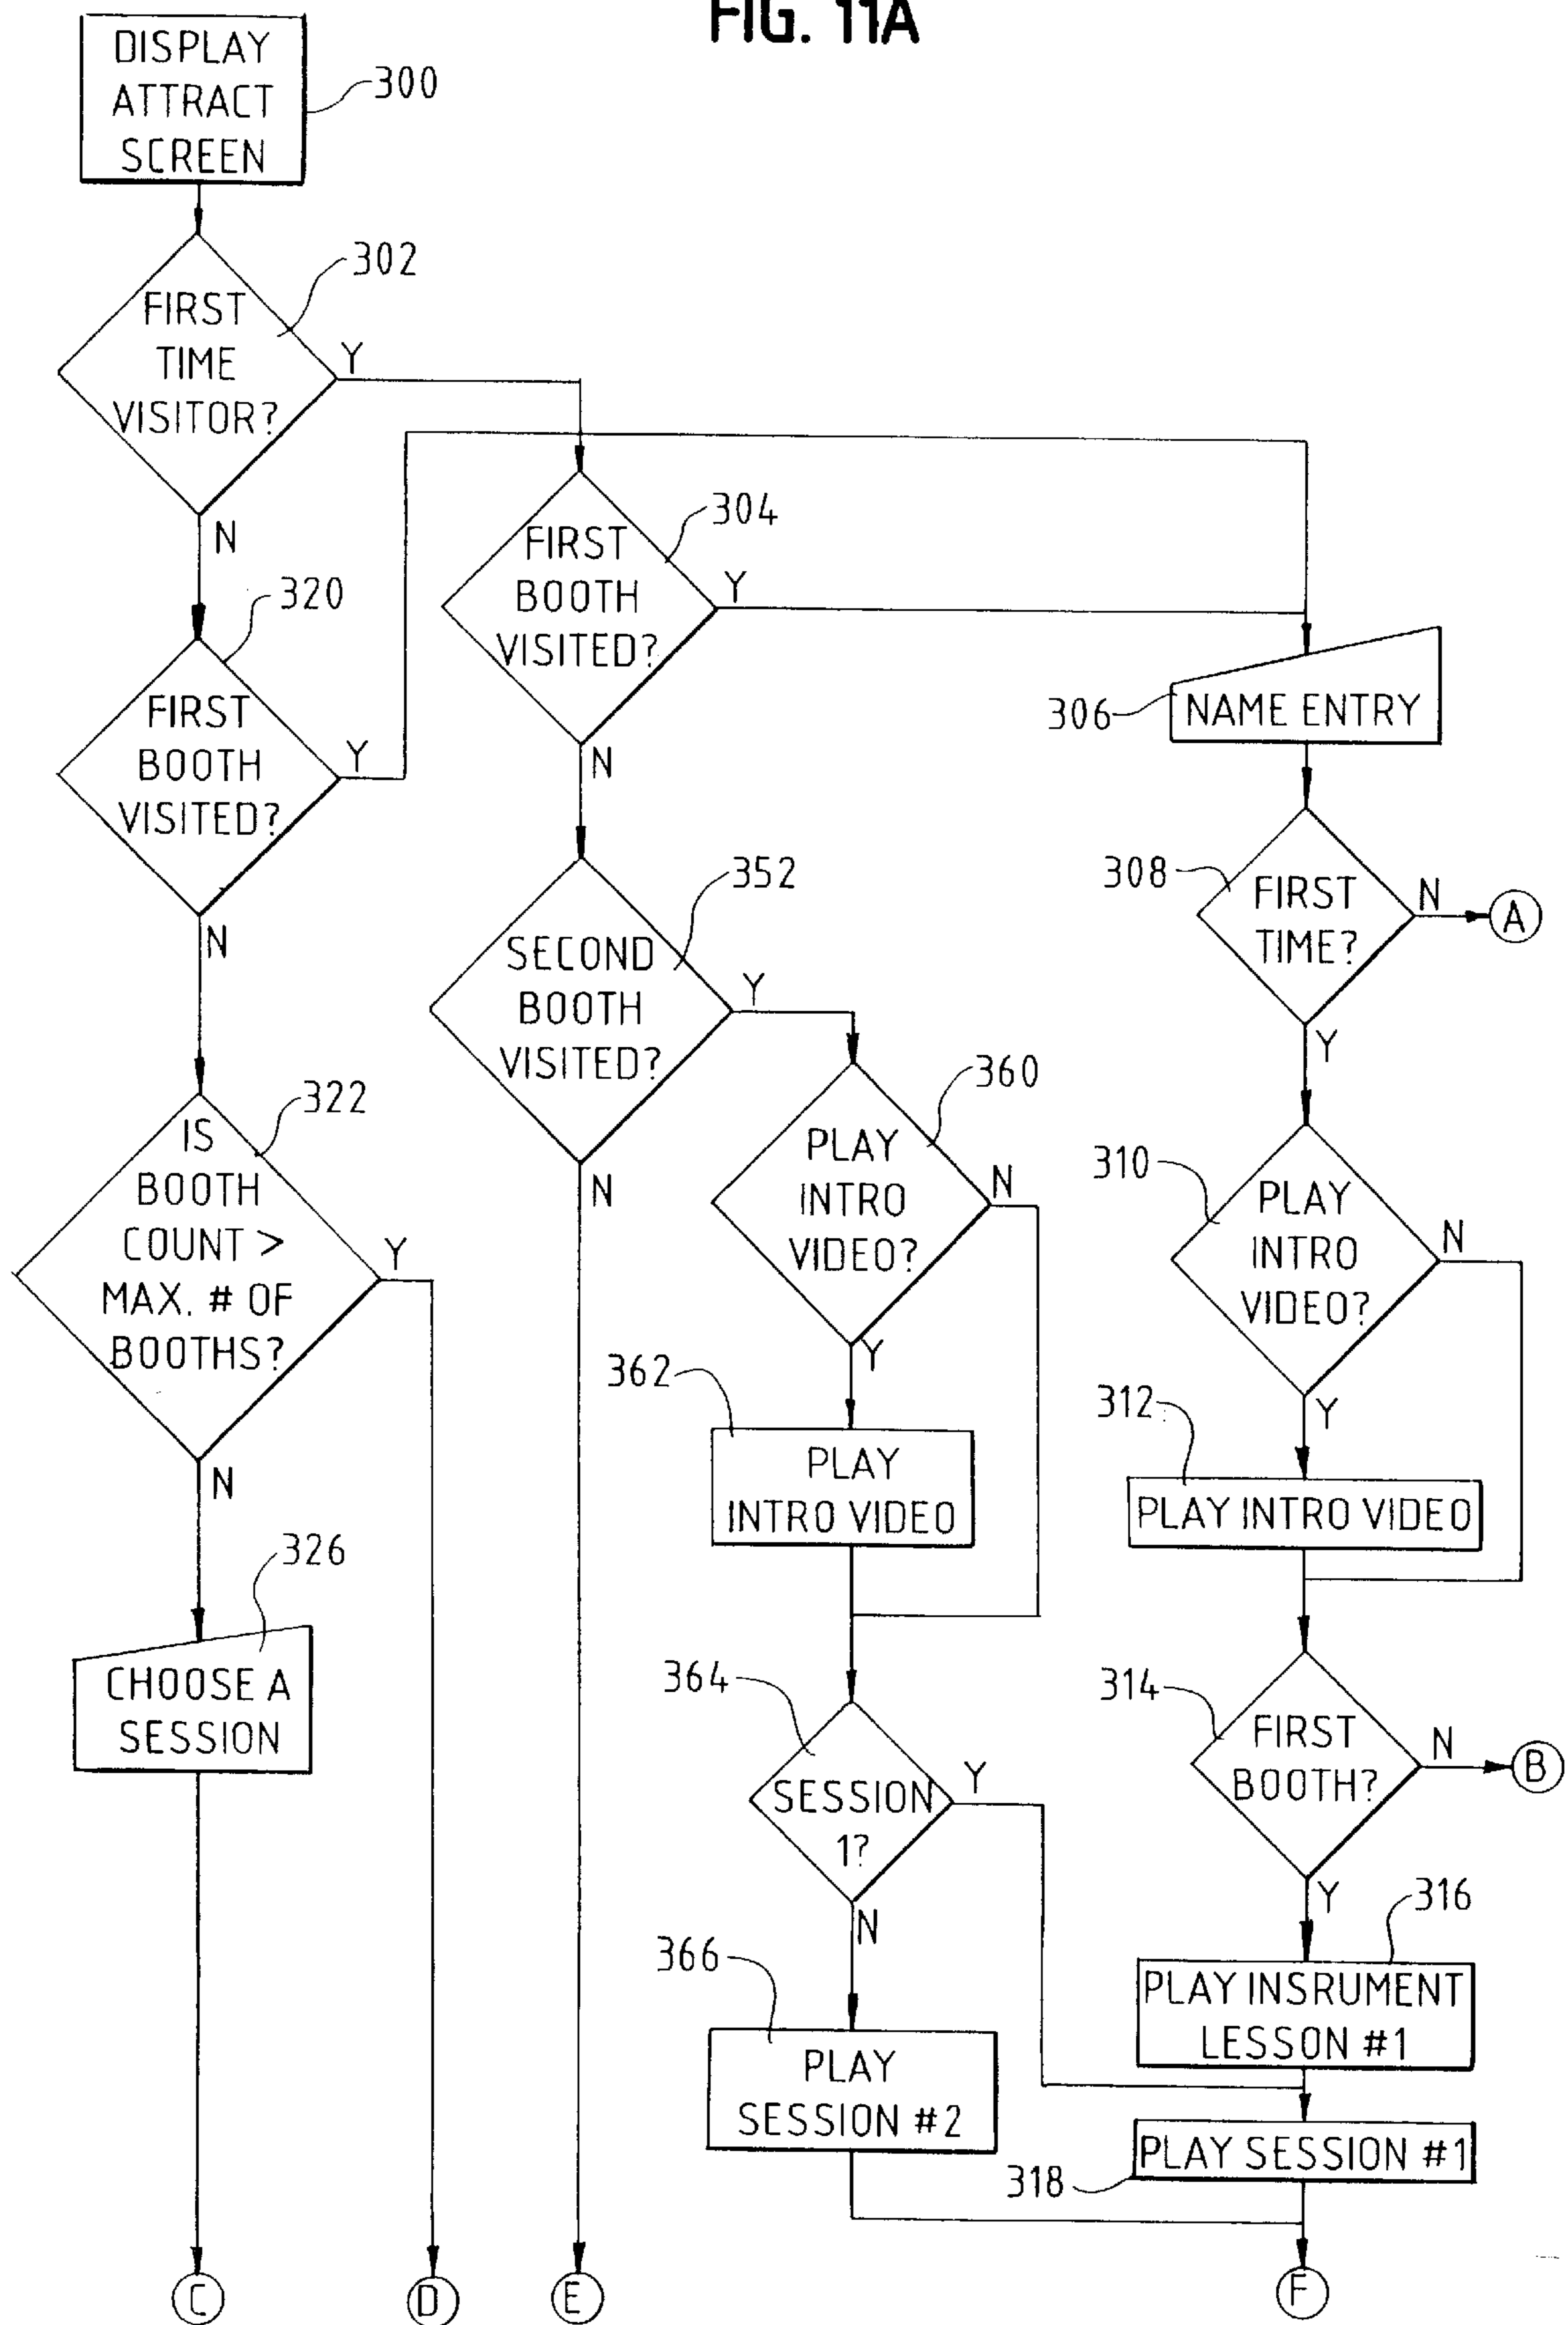 FIG. 11A
DISPLAY
ATTRACT
SCREEN
300
302
FIRST
TIME
VISITOR?
Y
N
304
FIRST
BOOTH
VISITED?
Y
N
320
FIRST
BOOTH
VISITED?
Y
N
306
NAME ENTRY
308
FIRST
TIME?
N
A
Y
352
SECOND
BOOTH
VISITED?
Y
N
322
IS
BOOTH
COUNT >
MAX. # OF
BOOTHS?
Y
N
360
PLAY
INTRO
VIDEO?
N
Y
310
PLAY
INTRO
VIDEO?
N
Y
362
PLAY
INTRO VIDEO
312
PLAY INTRO VIDEO
326
CHOOSE A
SESSION
364
SESSION
1?
Y
N
314
FIRST
BOOTH?
N
B
Y
316
PLAY INSRUMENT
LESSON #1
366
PLAY
SESSION #2
318
PLAY SESSION #1
C
D
E
F